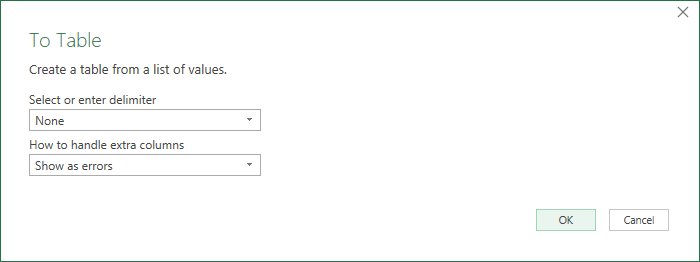 To Table
Create a table from a list of values.
Select or enter delimiter
None
How to handle extra columns
Show as errors
OK
Cancel